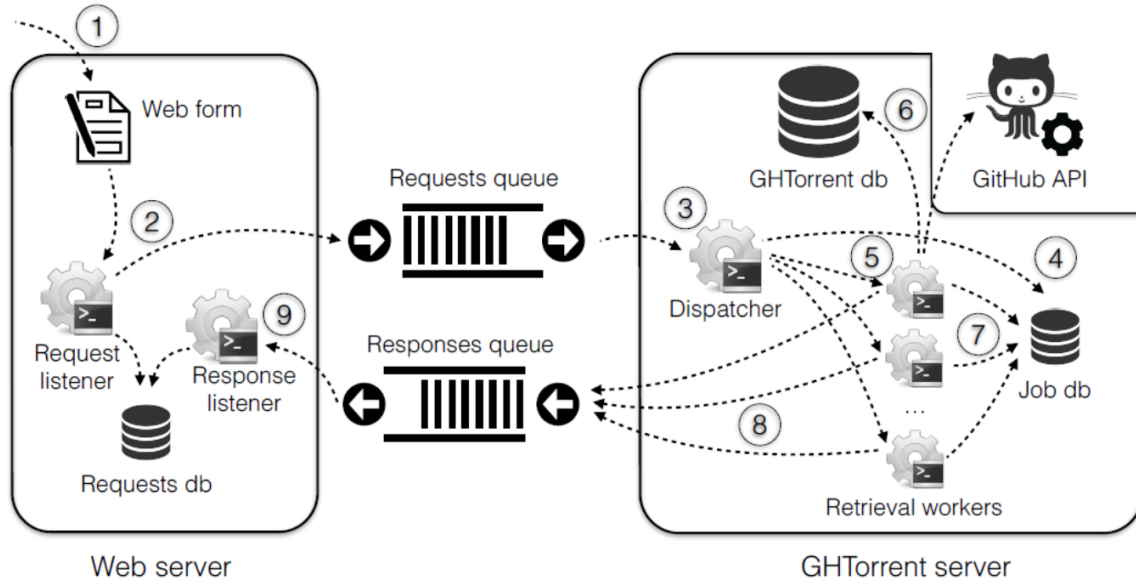 1
Web form
2
Request
listener
9
Response
listener
Requests db
Web server
Requests queue
Responses queue
3
Dispatcher
GHTorrent db
6
GitHub API
5
4
7
Job db
...
8
Retrieval workers
GHTorrent server
>_
>_
>_
>_
>_
>_